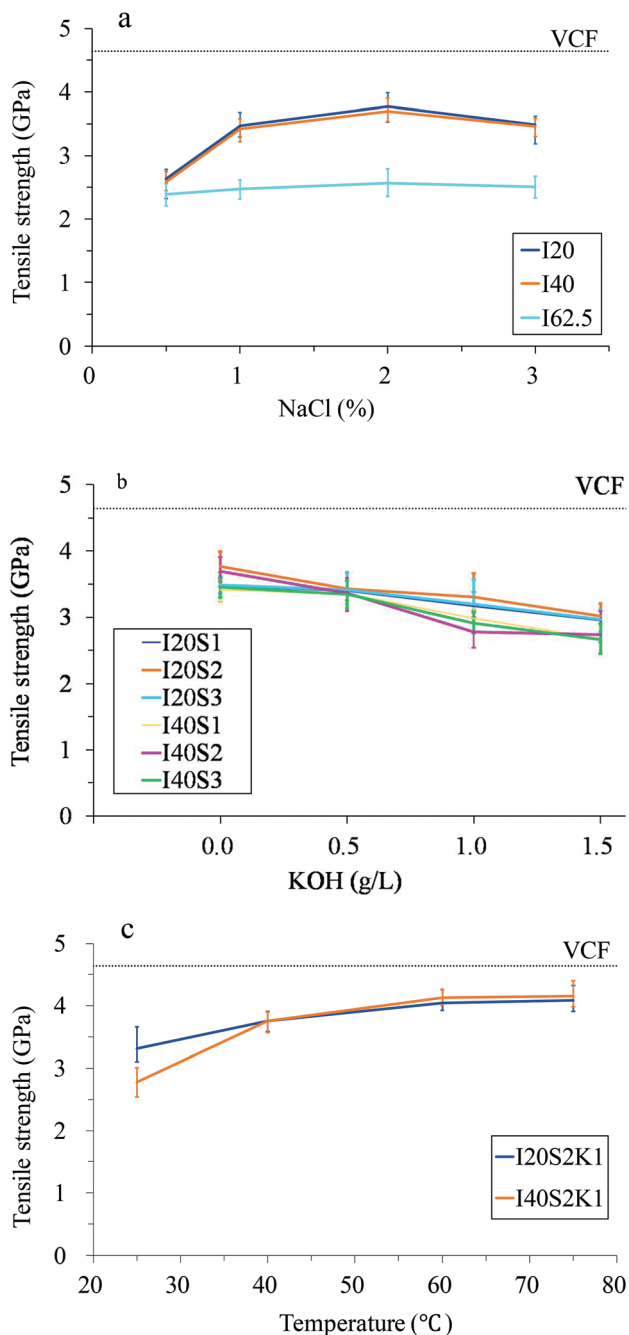 a
5
VCF
4
3
2
1
0
Tensile strength (GPa)
I20
I40
I62.5
0
1
2
3
NaCl (%)
b
5
VCF
4
3
2
1
0
Tensile strength (GPa)
I20S1
I20S2
I20S3
I40S1
I40S2
I40S3
0.0
0.5
1.0
1.5
KOH (g/L)
c
5
VCF
4
3
2
1
0
Tensile strength (GPa)
I20S2K1
I40S2K1
20
30
40
50
60
70
80
Temperature (℃)